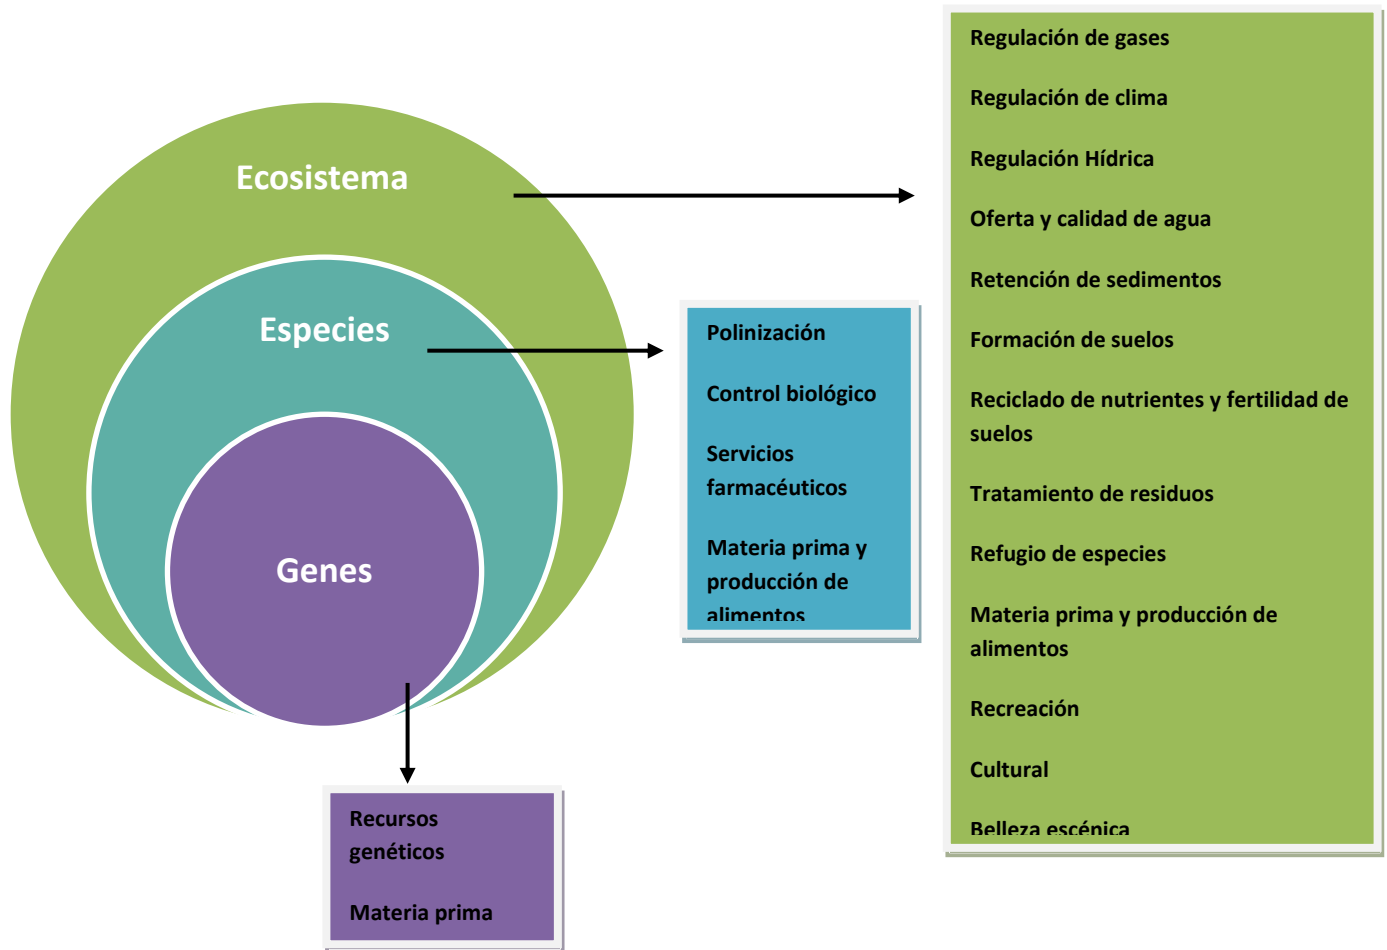 Ecosistema
Especies
Genes
Regulación de gases
Regulación de clima
Regulación Hídrica
Oferta y calidad de agua
Retención de sedimentos
Formación de suelos
Reciclado de nutrientes y fertilidad de
suelos
Tratamiento de residuos
Refugio de especies
Materia prima y producción de
alimentos
Recreación
Cultural
Belleza escénica
Polinización
Control biológico
Servicios
farmacéuticos
Materia prima y
producción de
alimentos
Recursos
genéticos
Materia prima